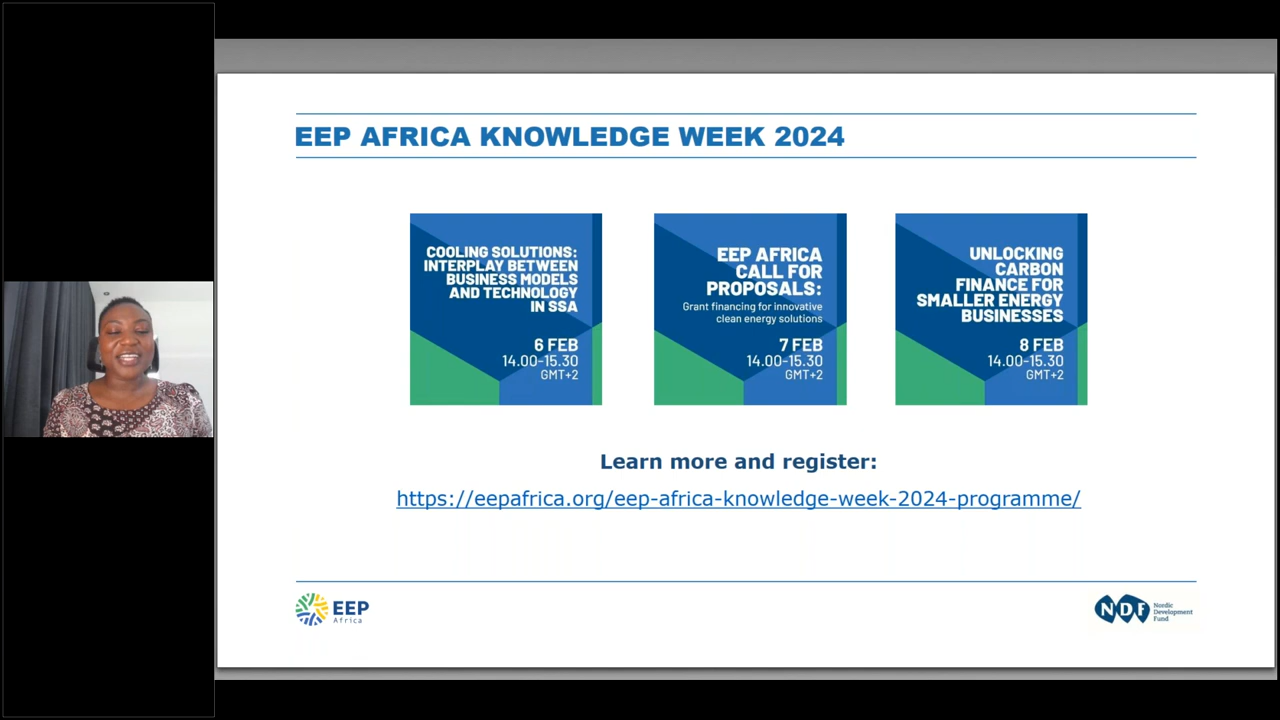 EEP AFRICA KNOWLEDGE WEEK 2024
COOLING SOLUTIONS:
INTERPLAY BETWEEN
BUSINESS MODELS
AND TECHNOLOGY
IN SSA
6 FEB
14.00-15.30
GMT+2
EEP AFRICA
CALL FOR
PROPOSALS:
Grant financing for innovative
clean energy solutions
7 FEB
14.00-15.30
GMT+2
UNLOCKING
CARBON
FINANCE FOR
SMALLER ENERGY
BUSINESSES
8 FEB
14.00-15.30
GMT+2
Learn more and register:
https://eepafrica.org/eep-africa-knowledge-week-2024-programme/
EEP
Africa
NDF
Nordic
Development
Fund